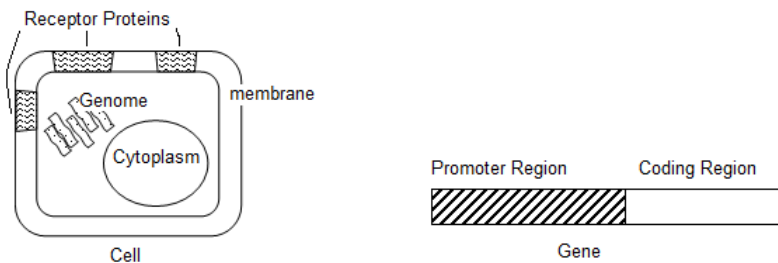 Receptor Proteins
Genome
membrane
Cytoplasm
Cell
Promoter Region
Coding Region
Gene